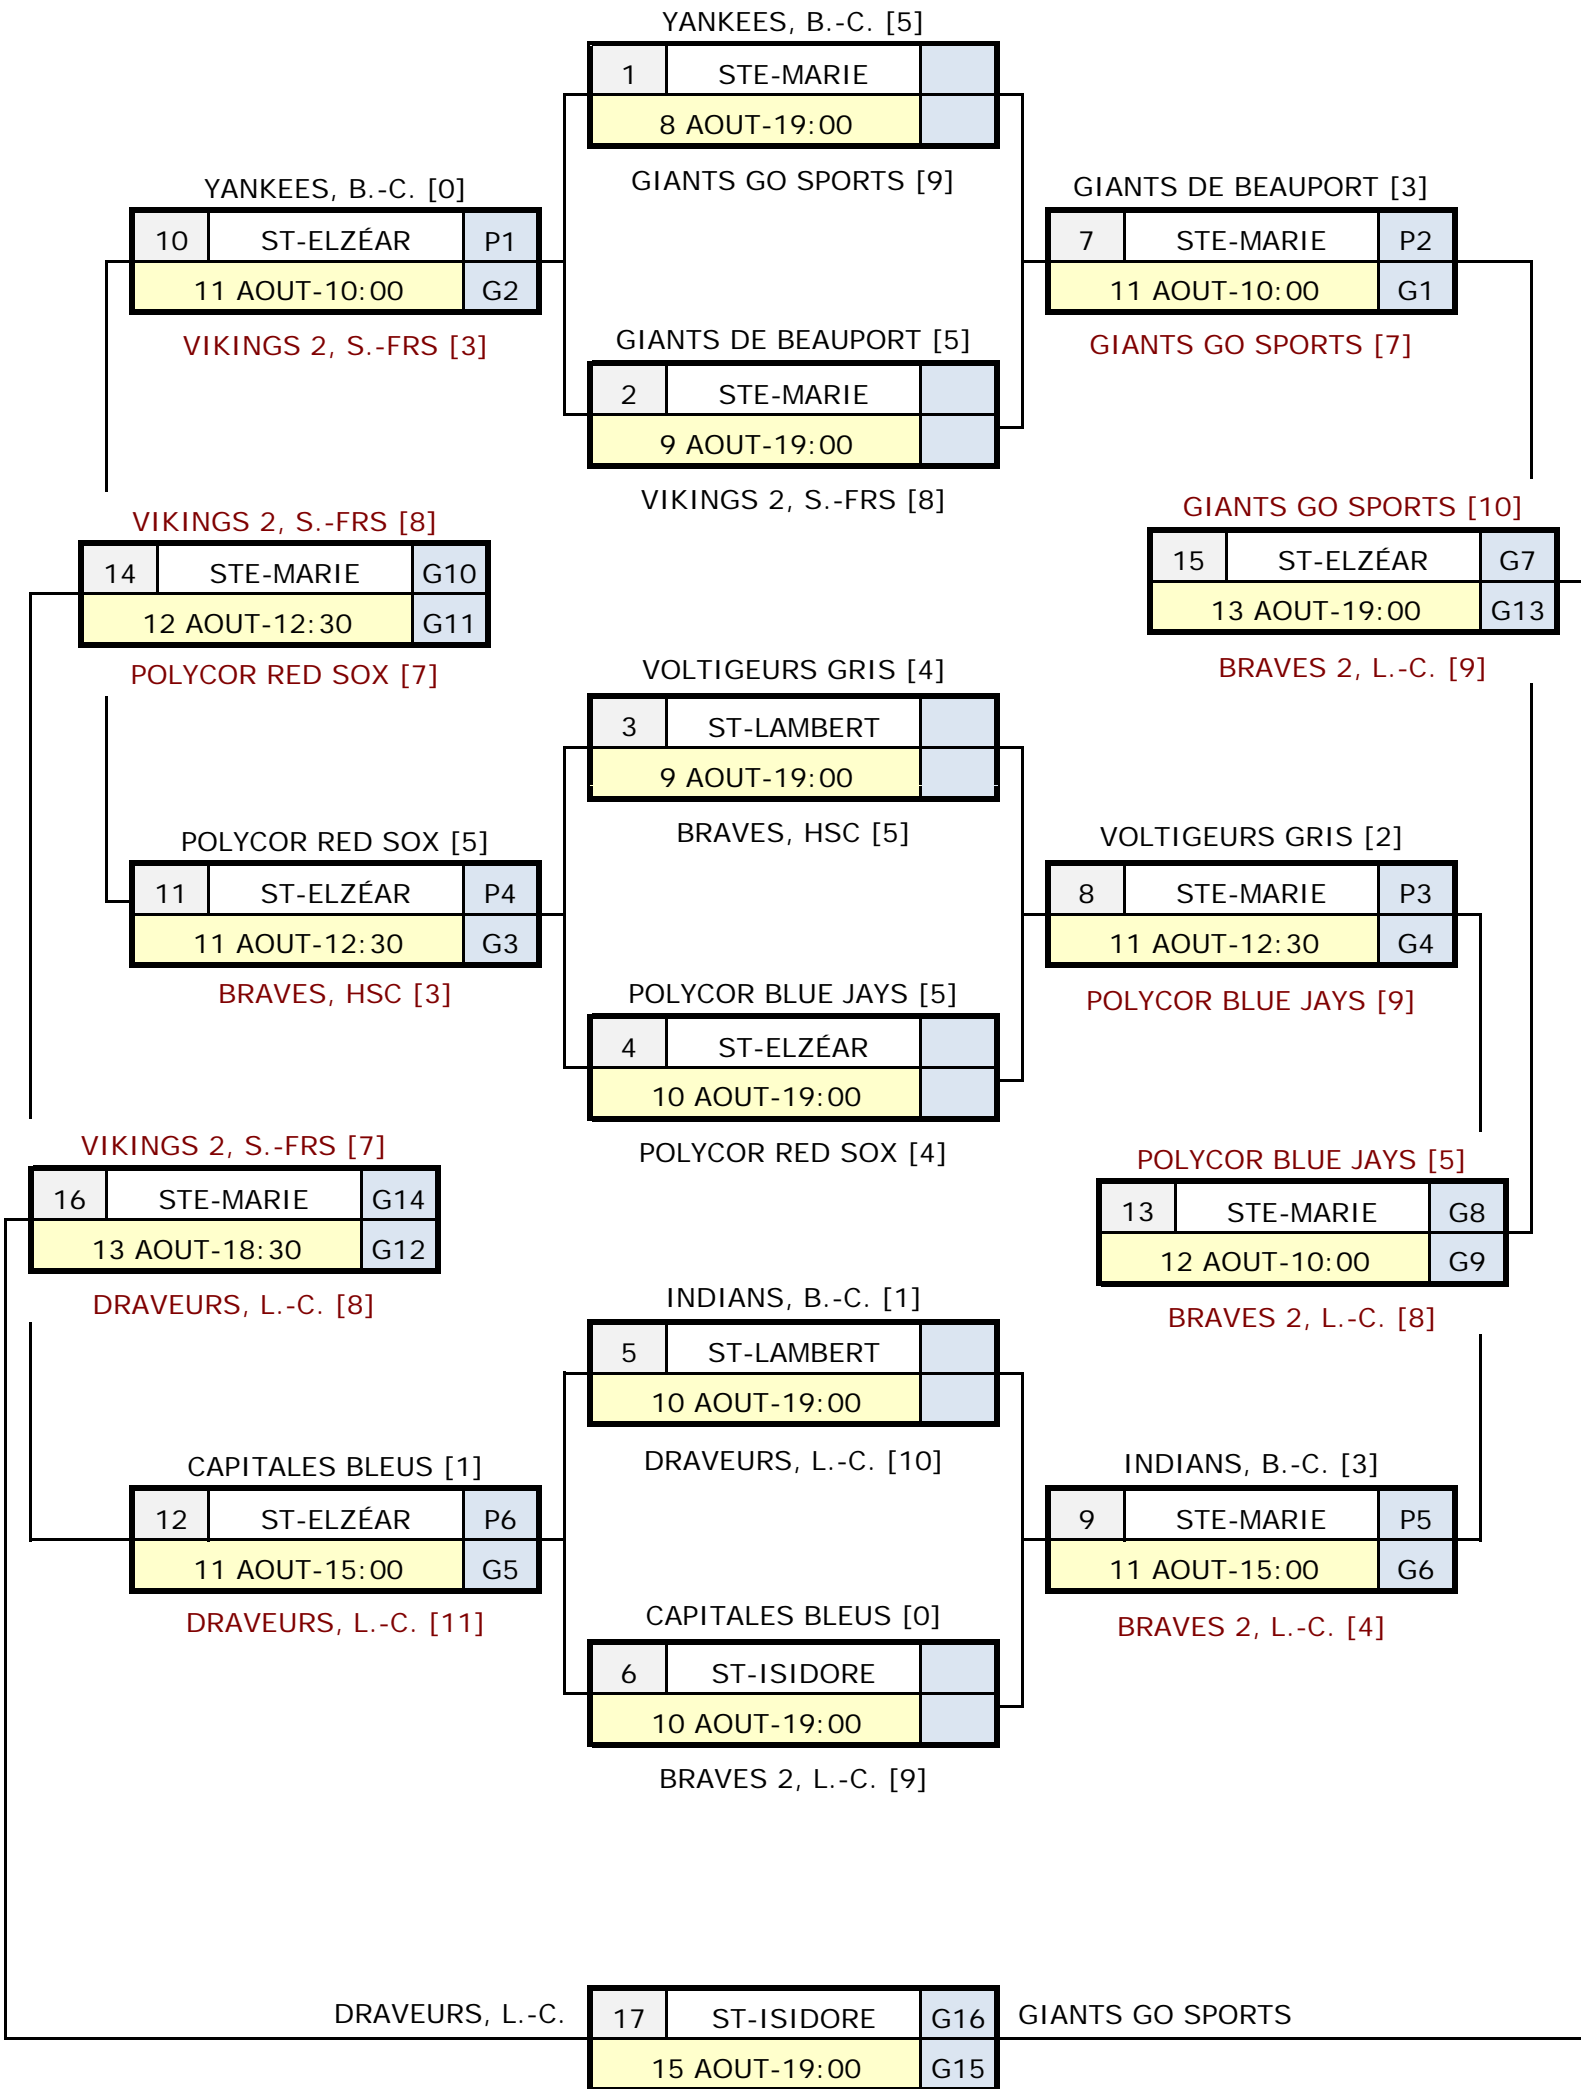 YANKEES, B.-C. [5]
1 STE-MARIE
8 AOUT-19:00
GIANTS GO SPORTS [9]
YANKEES, B.-C. [0]
10 ST-ELZÉAR P1
11 AOUT-10:00 G2
VIKINGS 2, S.-FRS [3]
GIANTS DE BEAUPORT [3]
7 STE-MARIE P2
11 AOUT-10:00 G1
GIANTS GO SPORTS [7]
GIANTS DE BEAUPORT [5]
2 STE-MARIE
9 AOUT-19:00
VIKINGS 2, S.-FRS [8]
VIKINGS 2, S.-FRS [8]
14 STE-MARIE G10
12 AOUT-12:30 G11
POLYCOR RED SOX [7]
GIANTS GO SPORTS [10]
15 ST-ELZÉAR G7
13 AOUT-19:00 G13
BRAVES 2, L.-C. [9]
VOLTIGEURS GRIS [4]
3 ST-LAMBERT
9 AOUT-19:00
BRAVES, HSC [5]
POLYCOR RED SOX [5]
11 ST-ELZÉAR P4
11 AOUT-12:30 G3
BRAVES, HSC [3]
VOLTIGEURS GRIS [2]
8 STE-MARIE P3
11 AOUT-12:30 G4
POLYCOR BLUE JAYS [9]
POLYCOR BLUE JAYS [5]
4 ST-ELZÉAR
10 AOUT-19:00
POLYCOR RED SOX [4]
VIKINGS 2, S.-FRS [7]
16 STE-MARIE G14
13 AOUT-18:30 G12
DRAVEURS, L.-C. [8]
POLYCOR BLUE JAYS [5]
13 STE-MARIE G8
12 AOUT-10:00 G9
BRAVES 2, L.-C. [8]
INDIANS, B.-C. [1]
5 ST-LAMBERT
10 AOUT-19:00
DRAVEURS, L.-C. [10]
CAPITALES BLEUS [1]
12 ST-ELZÉAR P6
11 AOUT-15:00 G5
DRAVEURS, L.-C. [11]
INDIANS, B.-C. [3]
9 STE-MARIE P5
11 AOUT-15:00 G6
BRAVES 2, L.-C. [4]
CAPITALES BLEUS [0]
6 ST-ISIDORE
10 AOUT-19:00
BRAVES 2, L.-C. [9]
DRAVEURS, L.-C. 17 ST-ISIDORE G16 GIANTS GO SPORTS
15 AOUT-19:00 G15